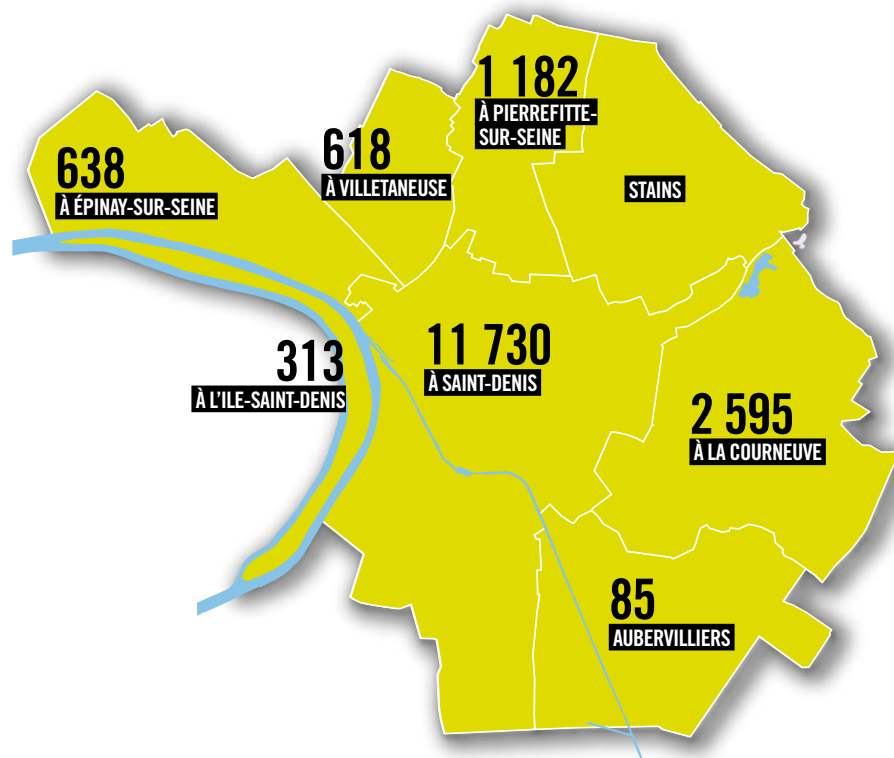 1 182
À PIERREFITTE-
SUR-SEINE
618
À VILLETANEUSE
638
À ÉPINAY-SUR-SEINE
STAINS
313
À L'ILE-SAINT-DENIS
11 730
À SAINT-DENIS
2 595
À LA COURNEUVE
85
AUBERVILLIERS